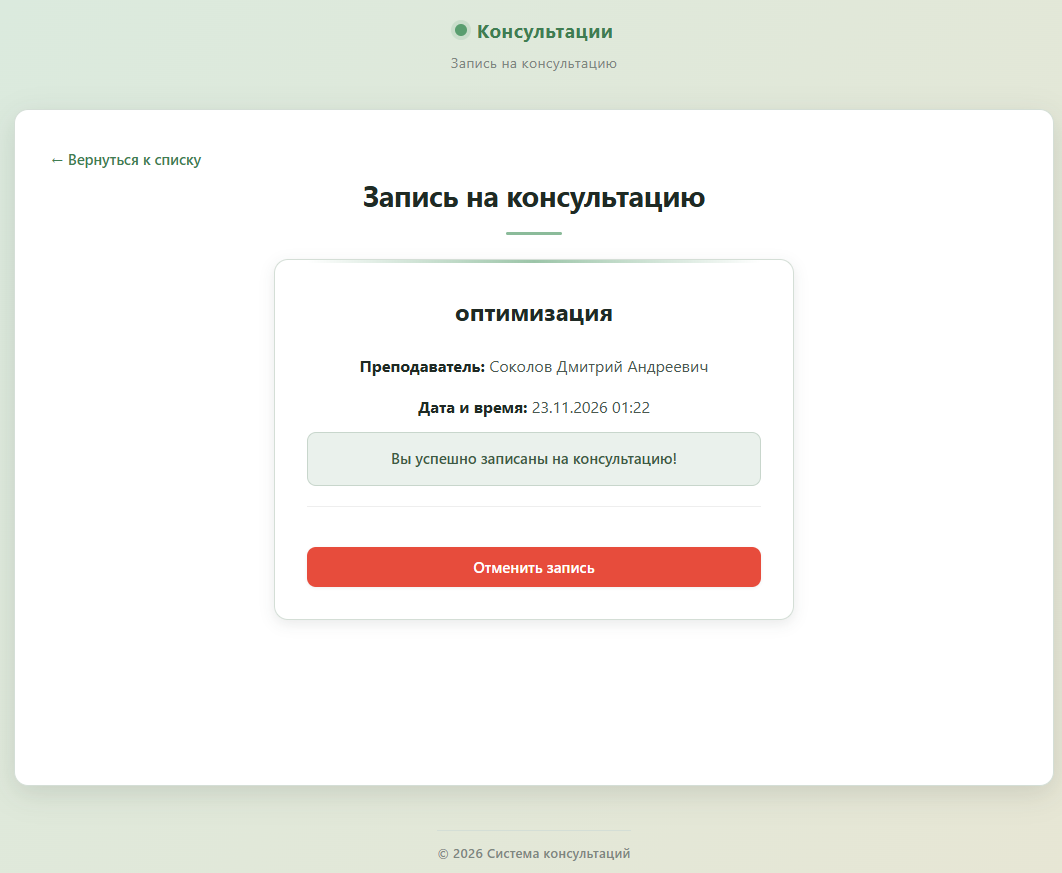 Консультации
Запись на консультацию
← Вернуться к списку
Запись на консультацию
оптимизация
Преподаватель: Соколов Дмитрий Андреевич
Дата и время: 23.11.2026 01:22
Вы успешно записаны на консультацию!
Отменить запись
© 2026 Система консультаций